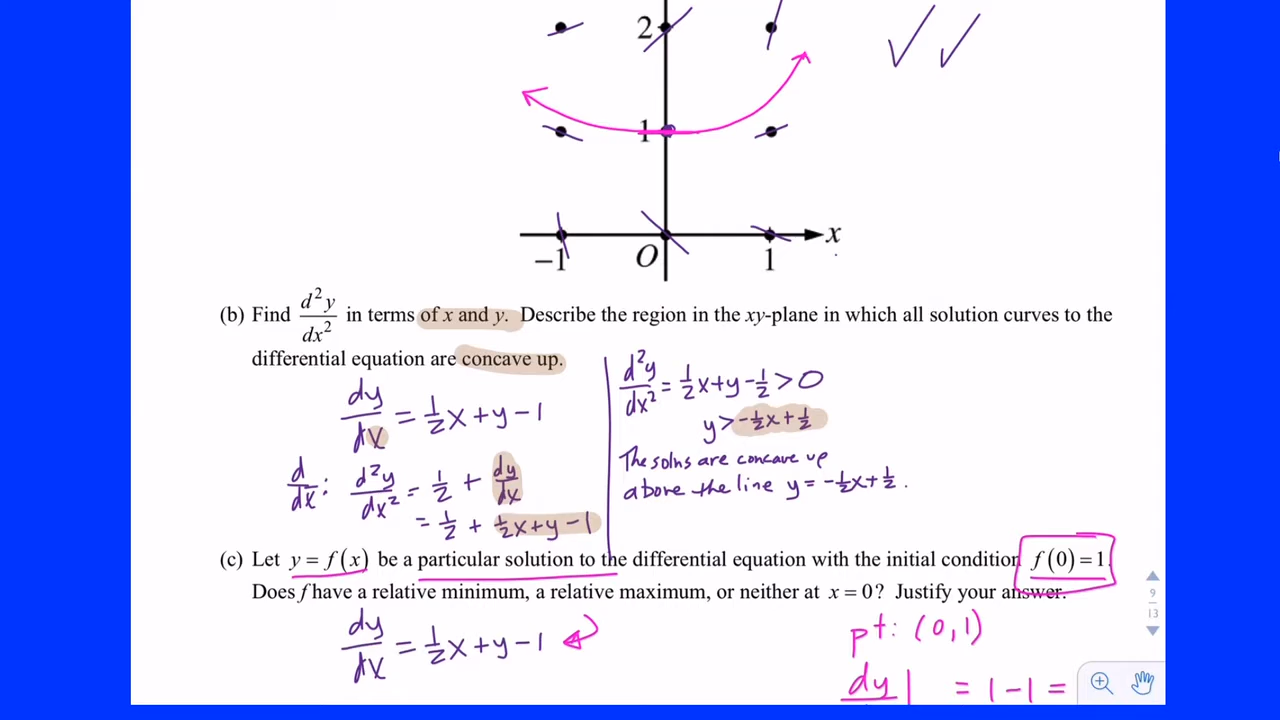 2
1
−1 O 1 x
(b) Find d²y/dx² in terms of x and y. Describe the region in the xy-plane in which all solution curves to the
differential equation are concave up.
dy/dx = 1/2x+y−1
d/dx: d²y/dx² = 1/2 + dy/dx
= 1/2 + 1/2x+y−1
d²y/dx² = 1/2x+y−1/2>0
y>−1/2x+1/2
The solns are concave up
above the line y=−1/2x+1/2.
(c) Let y = f(x) be a particular solution to the differential equation with the initial condition f(0)=1.
Does f have a relative minimum, a relative maximum, or neither at x = 0? Justify your answer.
dy/dx = 1/2x+y−1
pt: (0,1)
dy| = 1−1 =
9
13